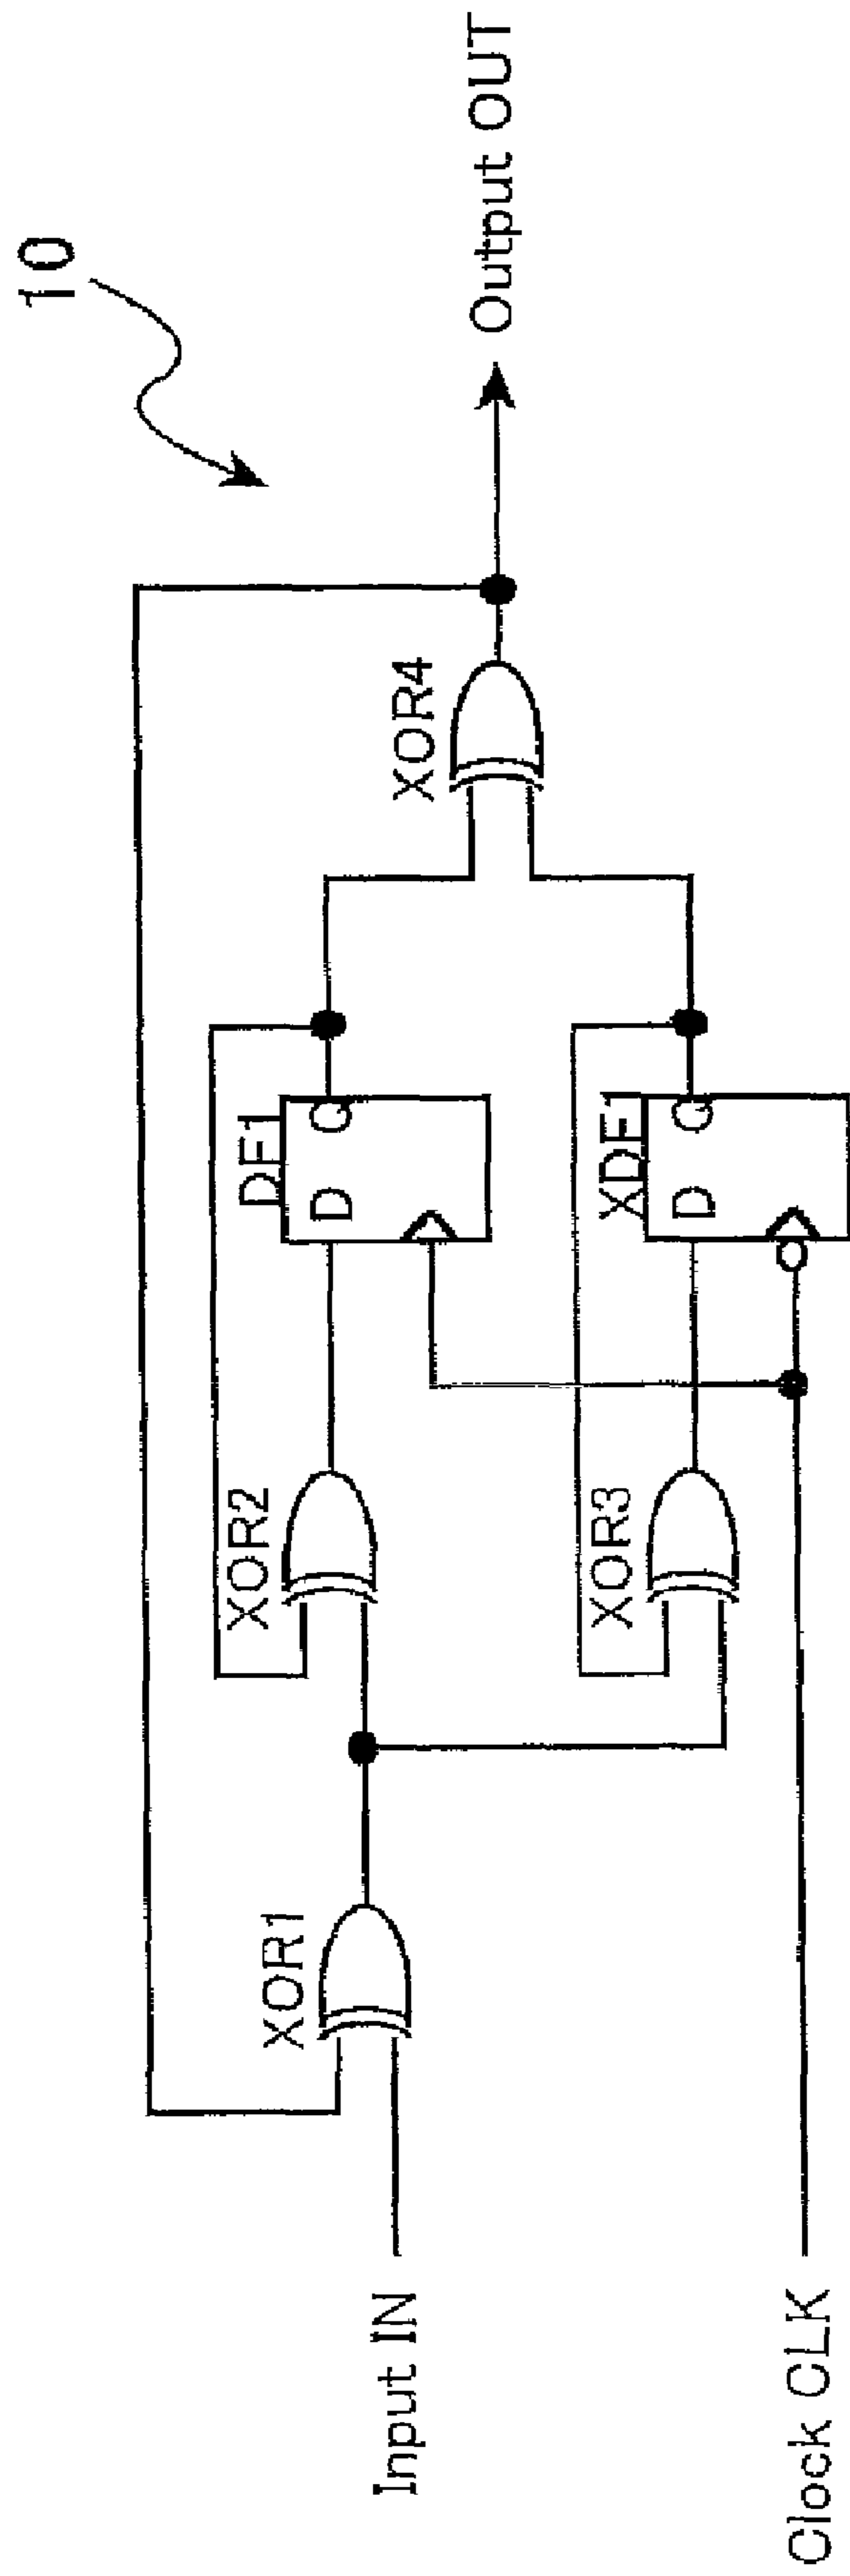 10
XOR1
XOR2
DF1
D
Q
XOR4
Output OUT
Input IN
XOR3
XDF1
D
Q
Clock CLK